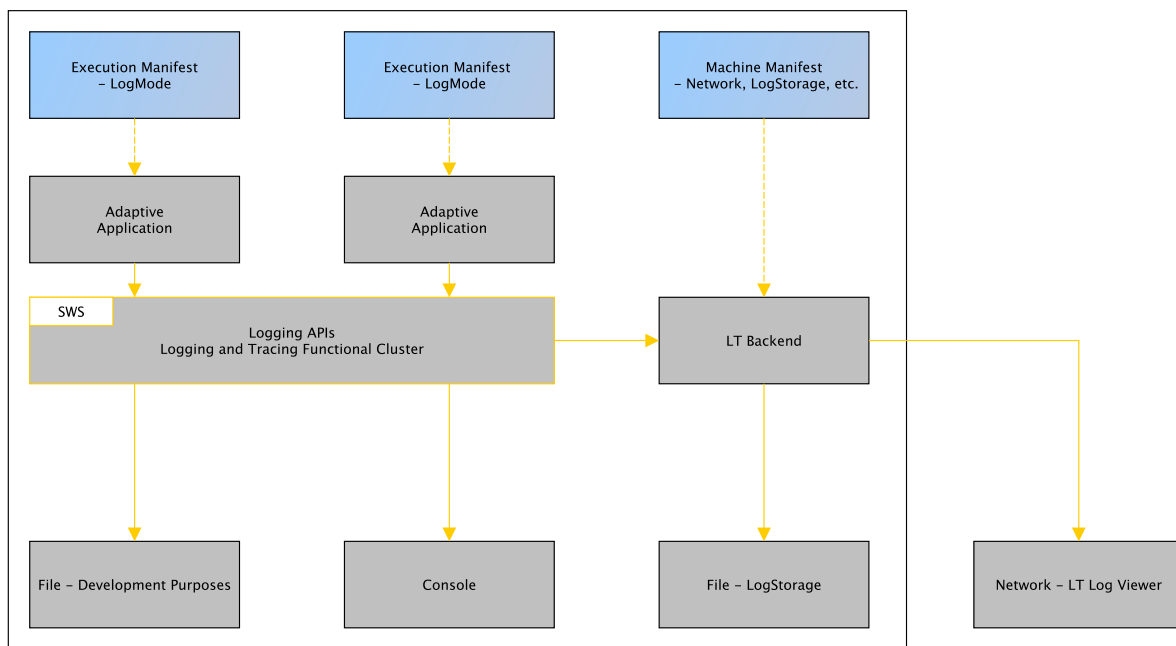 Execution Manifest
– LogMode
Execution Manifest
– LogMode
Machine Manifest
– Network, LogStorage, etc.
Adaptive
Application
Adaptive
Application
SWS
Logging APIs
Logging and Tracing Functional Cluster
LT Backend
File – Development Purposes
Console
File – LogStorage
Network – LT Log Viewer